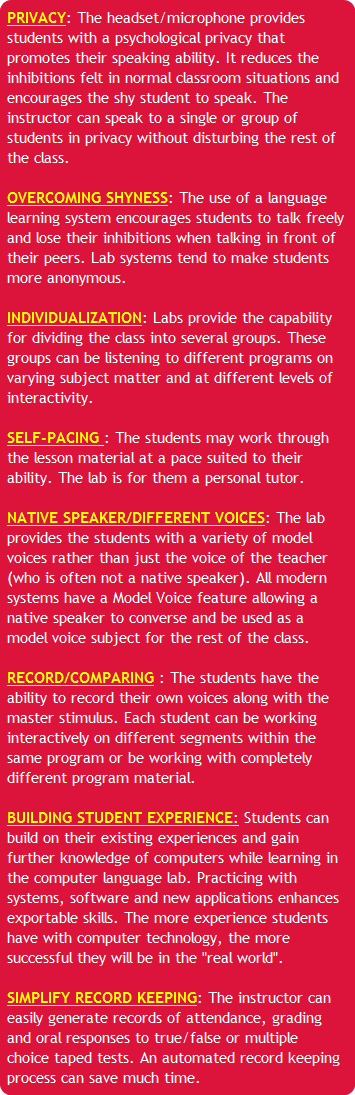 PRIVACY: The headset/microphone provides
students with a psychological privacy that
promotes their speaking ability. It reduces the
inhibitions felt in normal classroom situations and
encourages the shy student to speak. The
instructor can speak to a single or group of
students in privacy without disturbing the rest of
the class.
OVERCOMING SHYNESS: The use of a language
learning system encourages students to talk freely
and lose their inhibitions when talking in front of
their peers. Lab systems tend to make students
more anonymous.
INDIVIDUALIZATION: Labs provide the capability
for dividing the class into several groups. These
groups can be listening to different programs on
varying subject matter and at different levels of
interactivity.
SELF-PACING : The students may work through
the lesson material at a pace suited to their
ability. The lab is for them a personal tutor.
NATIVE SPEAKER/DIFFERENT VOICES: The lab
provides the students with a variety of model
voices rather than just the voice of the teacher
(who is often not a native speaker). All modern
systems have a Model Voice feature allowing a
native speaker to converse and be used as a
model voice subject for the rest of the class.
RECORD/COMPARING : The students have the
ability to record their own voices along with the
master stimulus. Each student can be working
interactively on different segments within the
same program or be working with completely
different program material.
BUILDING STUDENT EXPERIENCE: Students can
build on their existing experiences and gain
further knowledge of computers while learning in
the computer language lab. Practicing with
systems, software and new applications enhances
exportable skills. The more experience students
have with computer technology, the more
successful they will be in the "real world".
SIMPLIFY RECORD KEEPING: The instructor can
easily generate records of attendance, grading
and oral responses to true/false or multiple
choice taped tests. An automated record keeping
process can save much time.